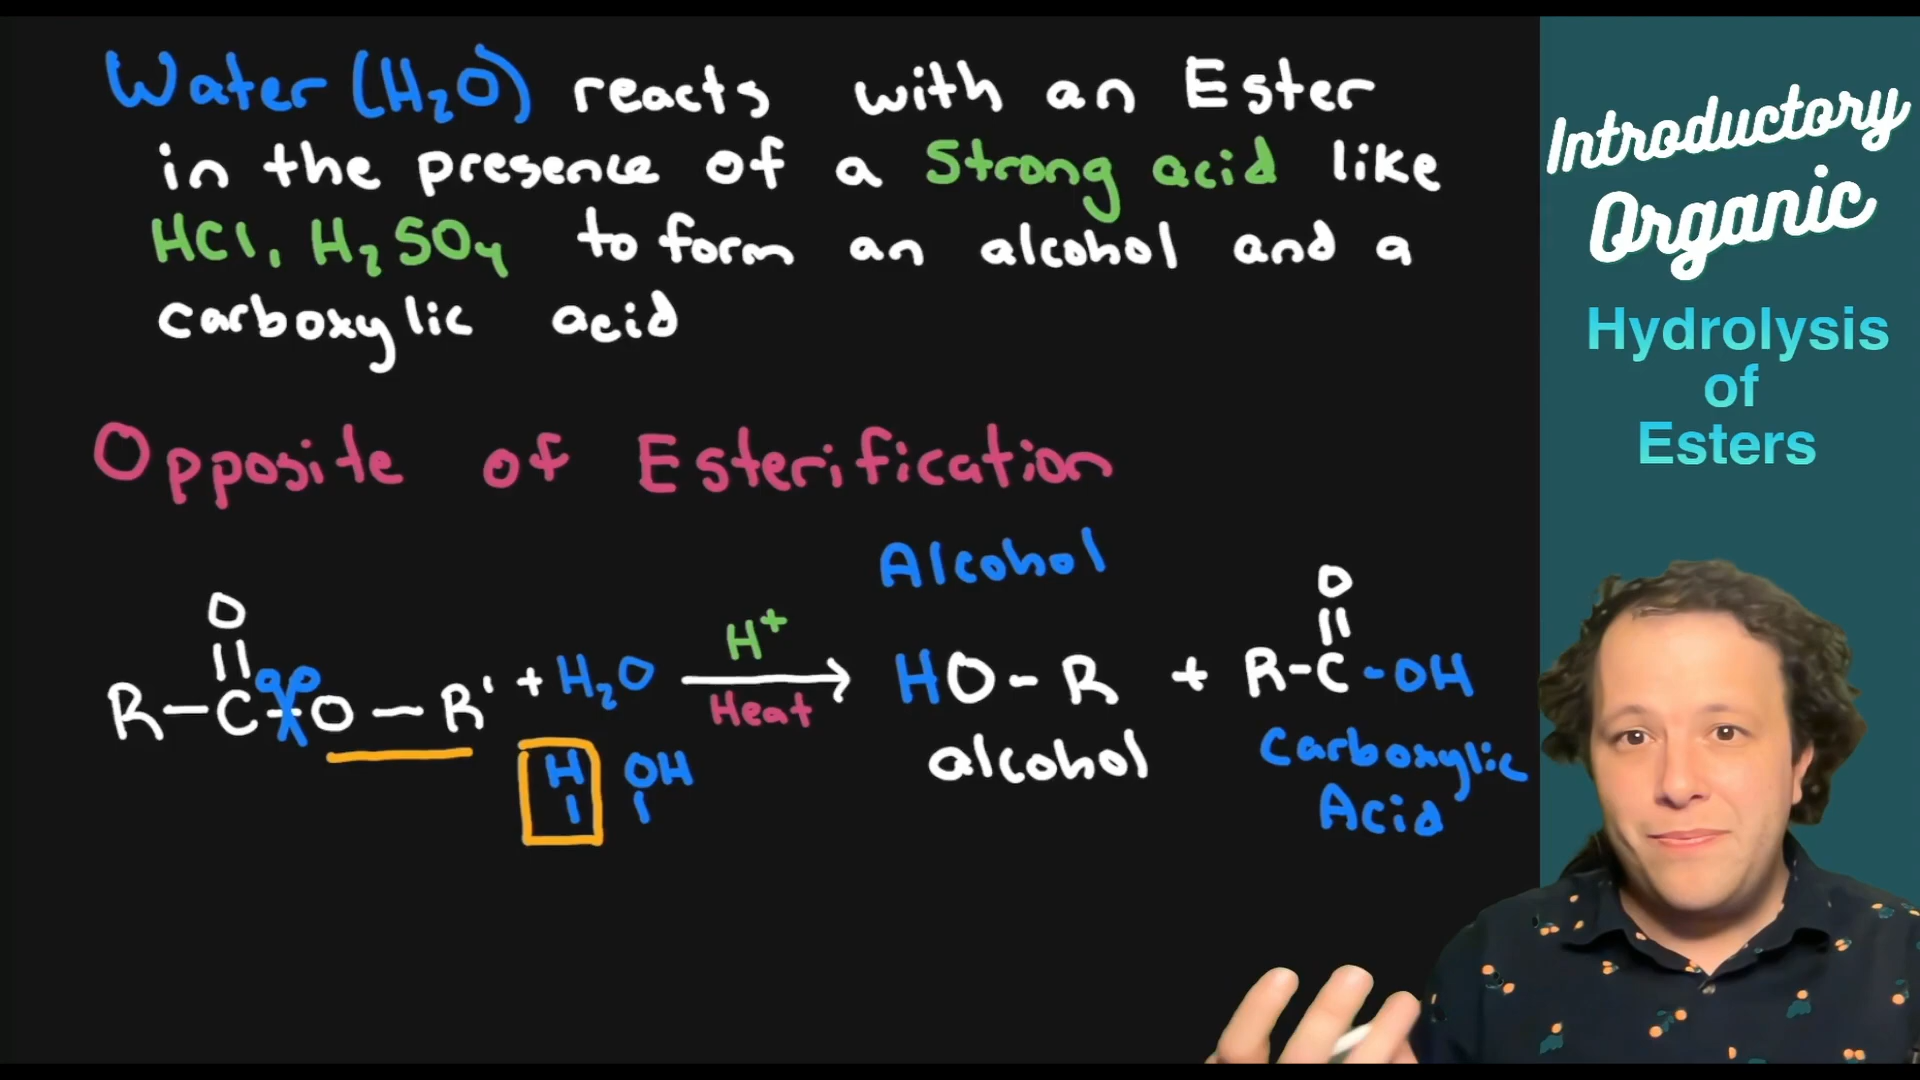 Water (H₂O) reacts with an Ester
in the presence of a Strong acid like
HCl, H₂SO₄ to form an alcohol and a
carboxylic acid
Opposite of Esterification
Alcohol
O
||
R-C-O-R' + H₂O
H OH
H⁺
Heat
HO-R + R-C-OH
O
||
alcohol
Carboxylic
Acid
Introductory
Organic
Hydrolysis
of
Esters